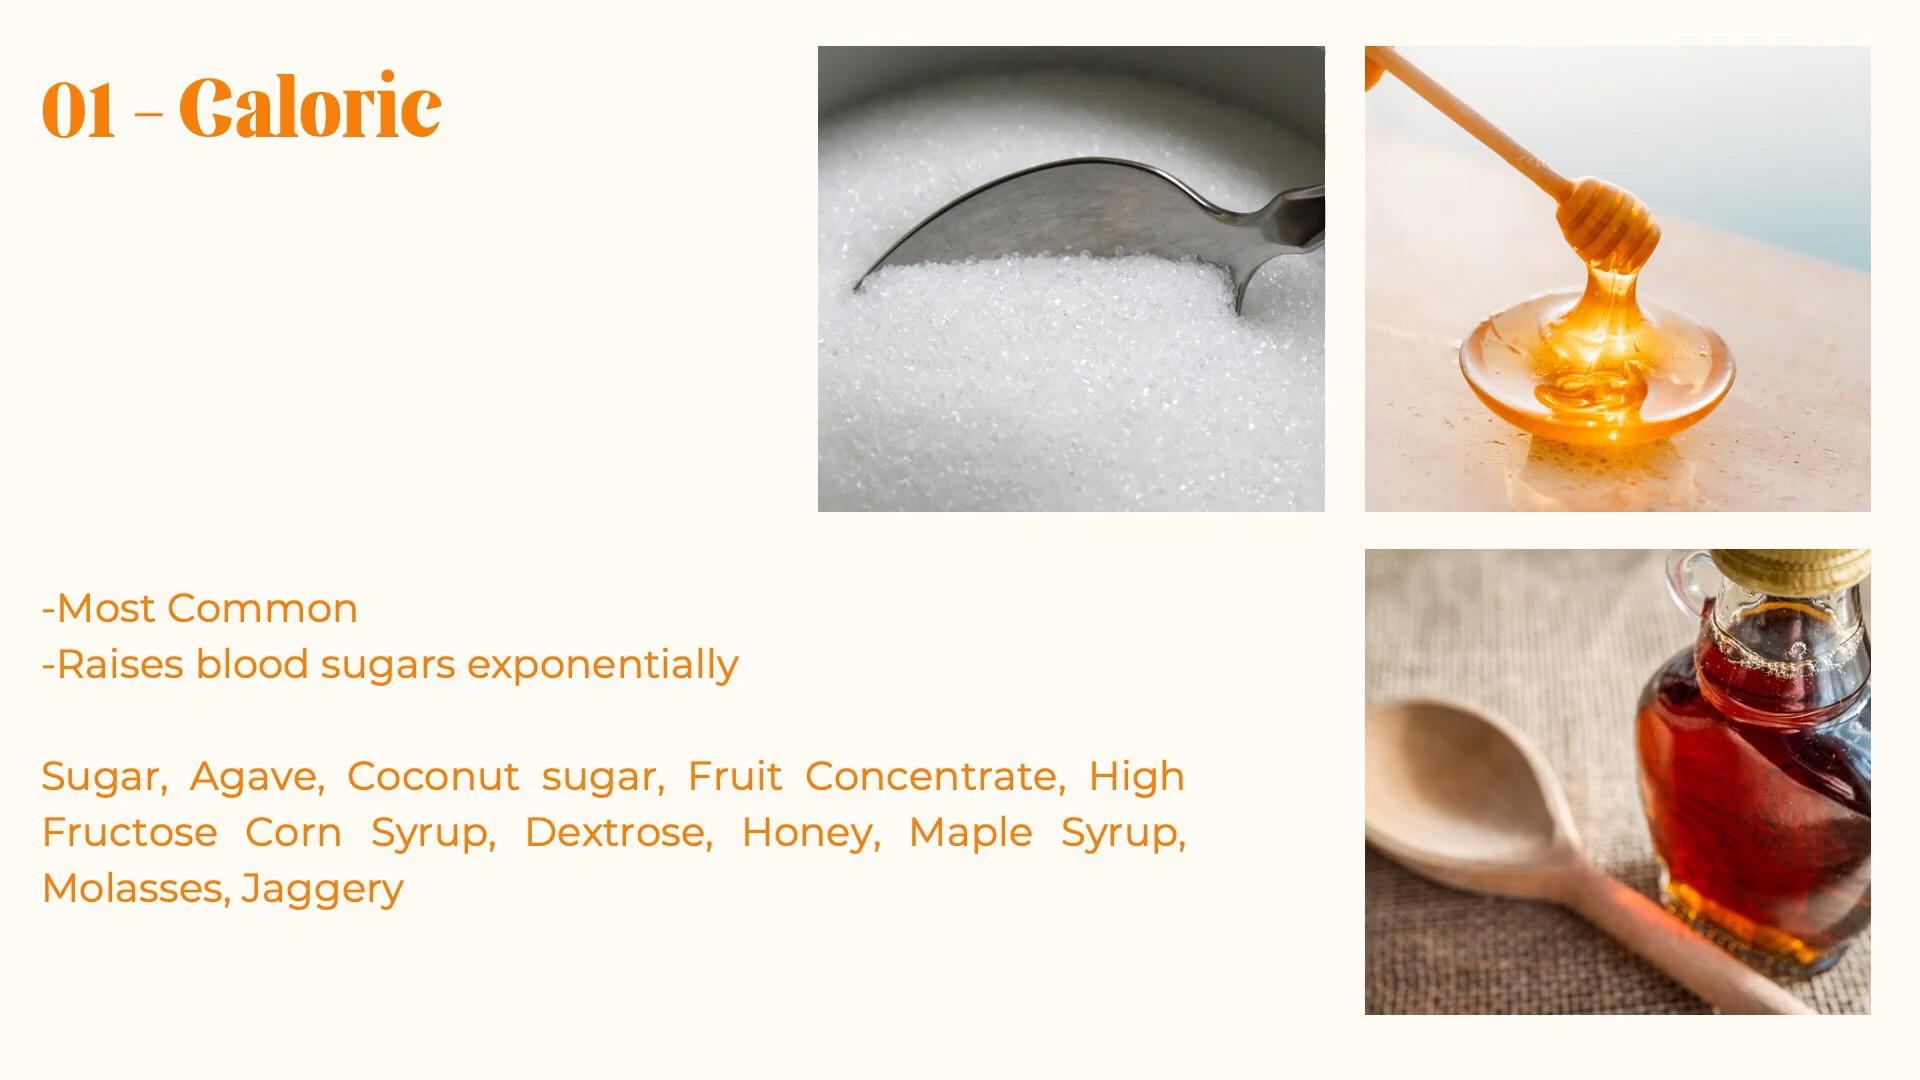 01 – Caloric
-Most Common
-Raises blood sugars exponentially
Sugar, Agave, Coconut sugar, Fruit Concentrate, High
Fructose Corn Syrup, Dextrose, Honey, Maple Syrup,
Molasses, Jaggery